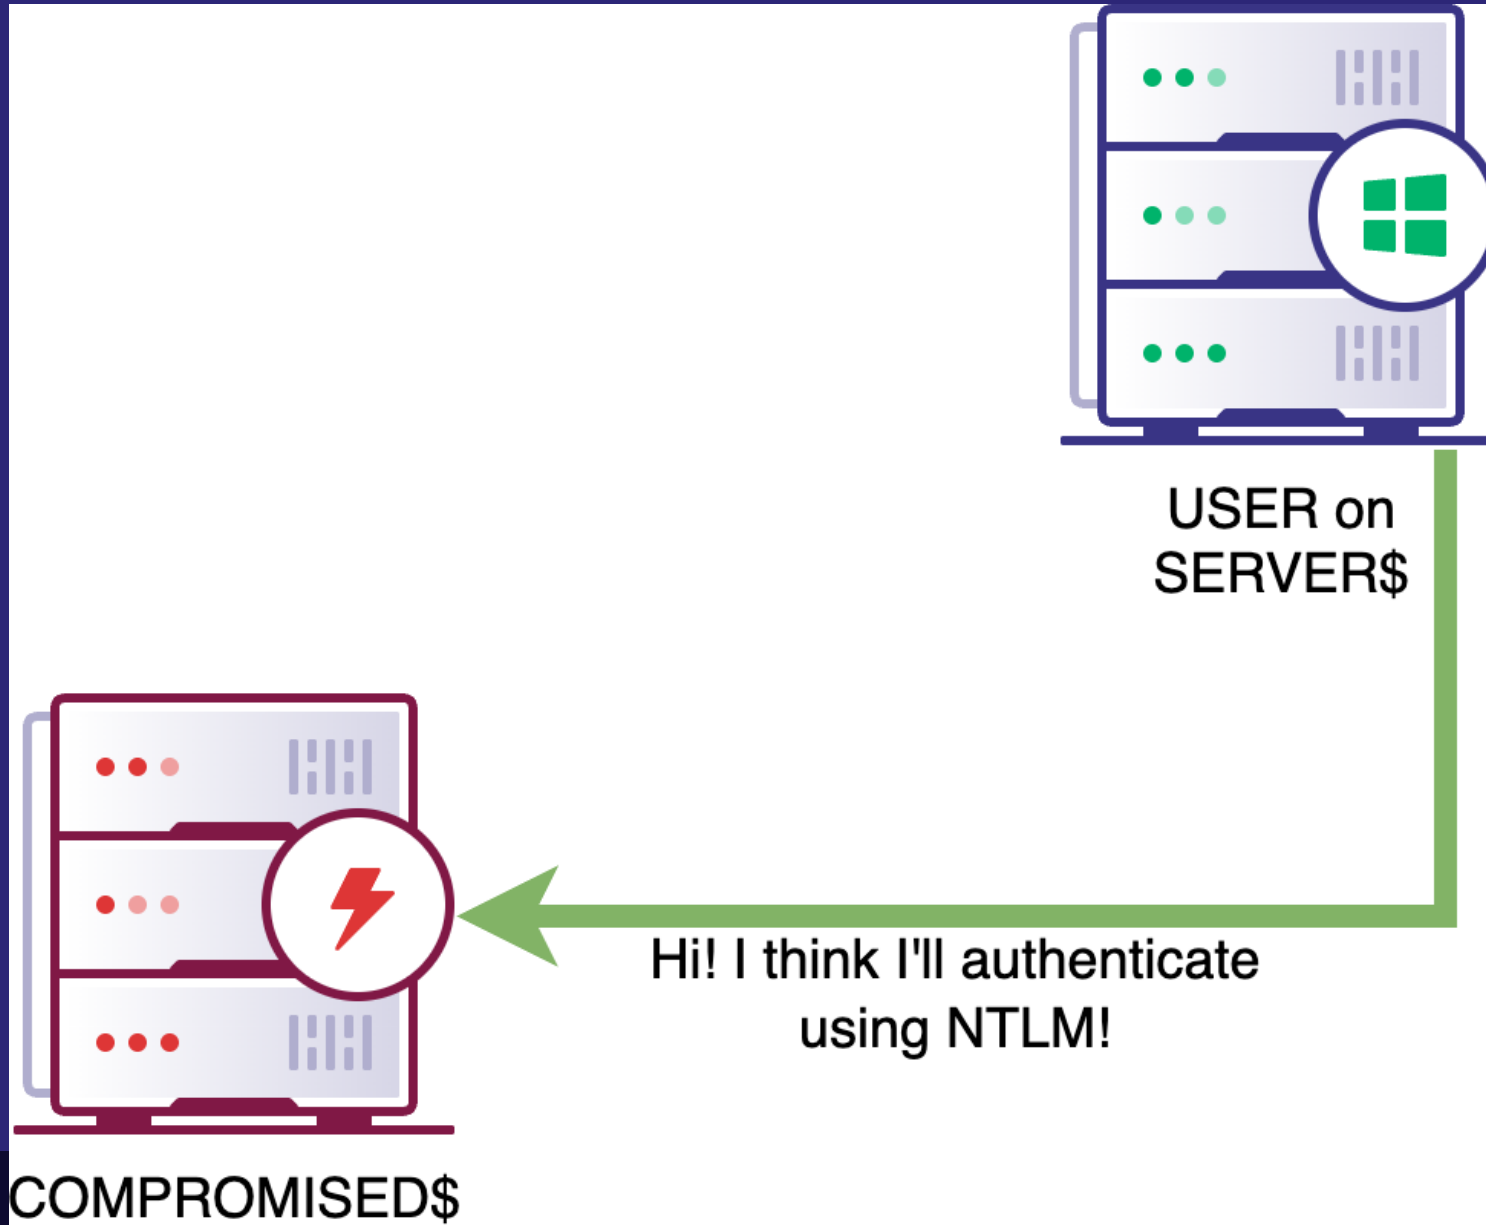 USER on
SERVER$
Hi! I think I'll authenticate
using NTLM!
COMPROMISED$